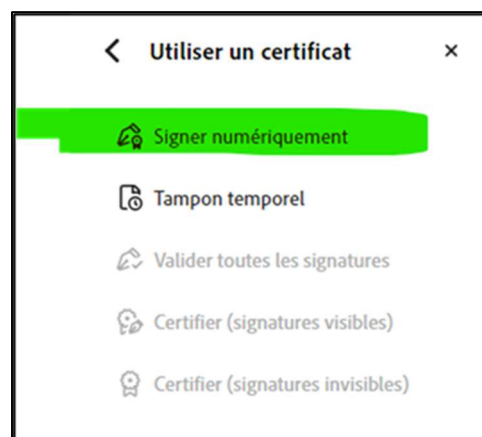 Utiliser un certificat
Signer numériquement
Tampon temporel
Valider toutes les signatures
Certifier (signatures visibles)
Certifier (signatures invisibles)